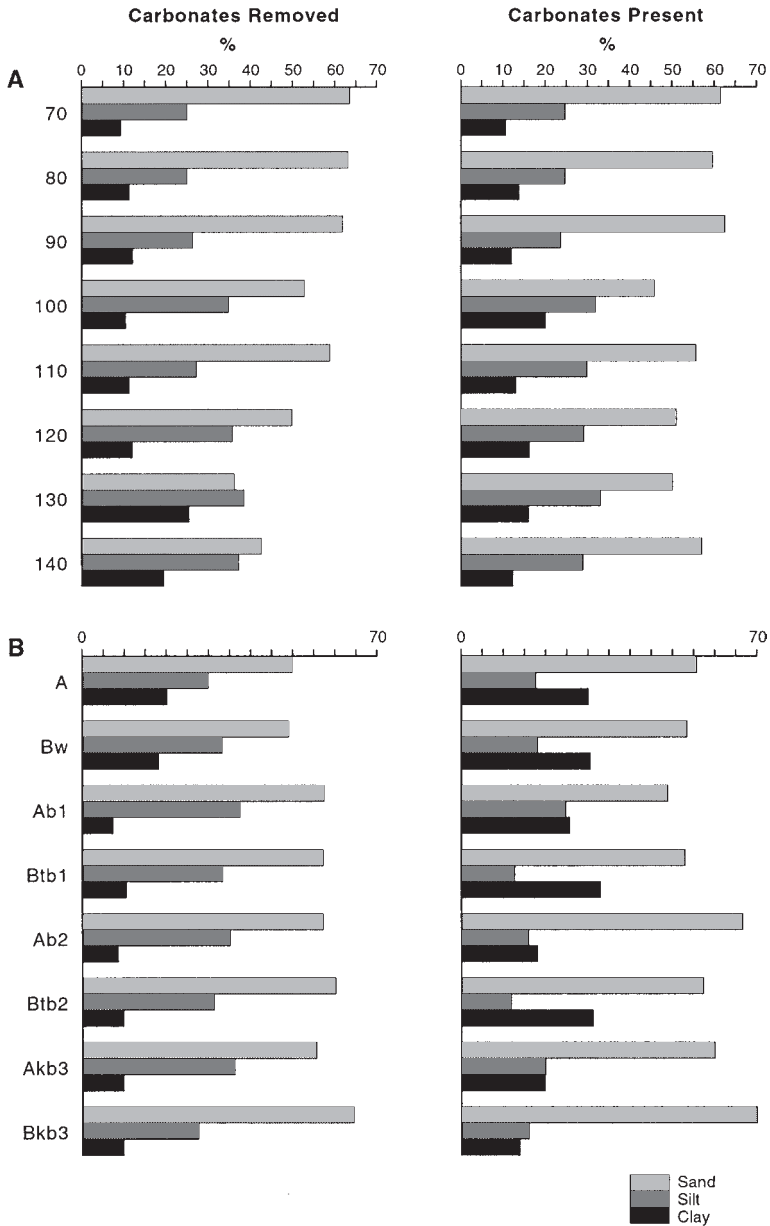 Carbonates Removed Carbonates Present
% %
A 0 10 20 30 40 50 60 70 0 10 20 30 40 50 60 70
70
80
90
100
110
120
130
140
B 0 70 0 70
A
Bw
Ab1
Btb1
Ab2
Btb2
Akb3
Bkb3
Sand
Silt
Clay